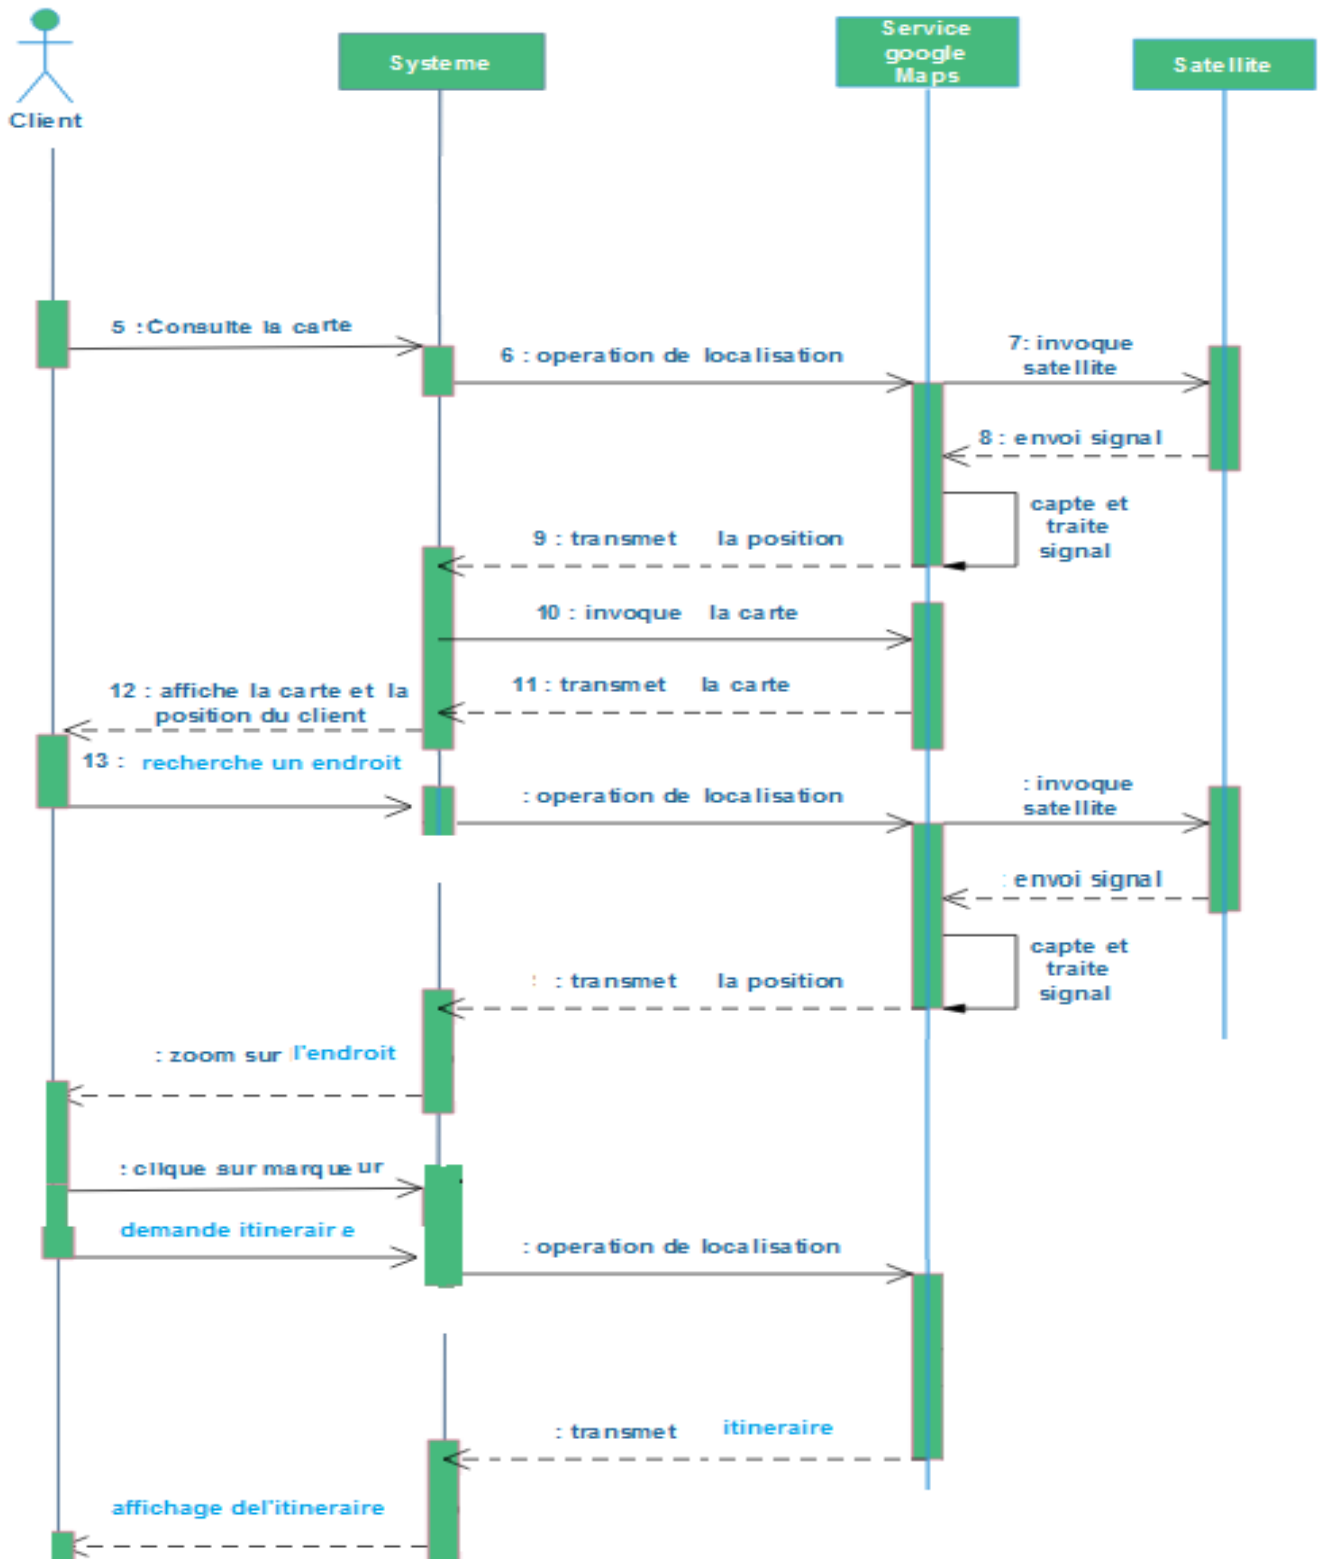 Client
Systeme
Service
google
Maps
Satellite
5 :Consulte la carte
6 : operation de localisation
7: invoque
satellite
8 : envoi signal
capte et
traite
signal
9 : transmet la position
10 : invoque la carte
11 : transmet la carte
12 : affiche la carte et la
position du client
13 : recherche un endroit
: operation de localisation
: invoque
satellite
: envoi signal
capte et
traite
signal
: : transmet la position
: zoom sur l'endroit
: clique sur marqueur
demande itineraire
: operation de localisation
: transmet itineraire
affichage del'itineraire